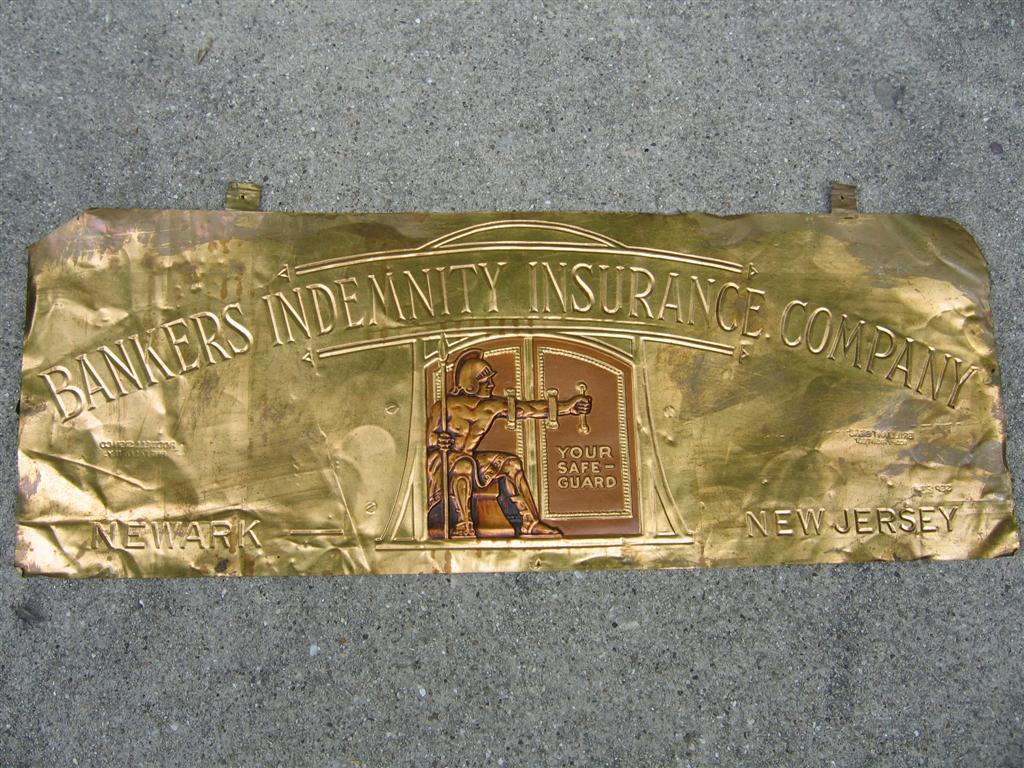 BANKERS INDEMNITY INSURANCE COMPANY
YOUR
SAFE-
GUARD
NEWARK — NEW JERSEY